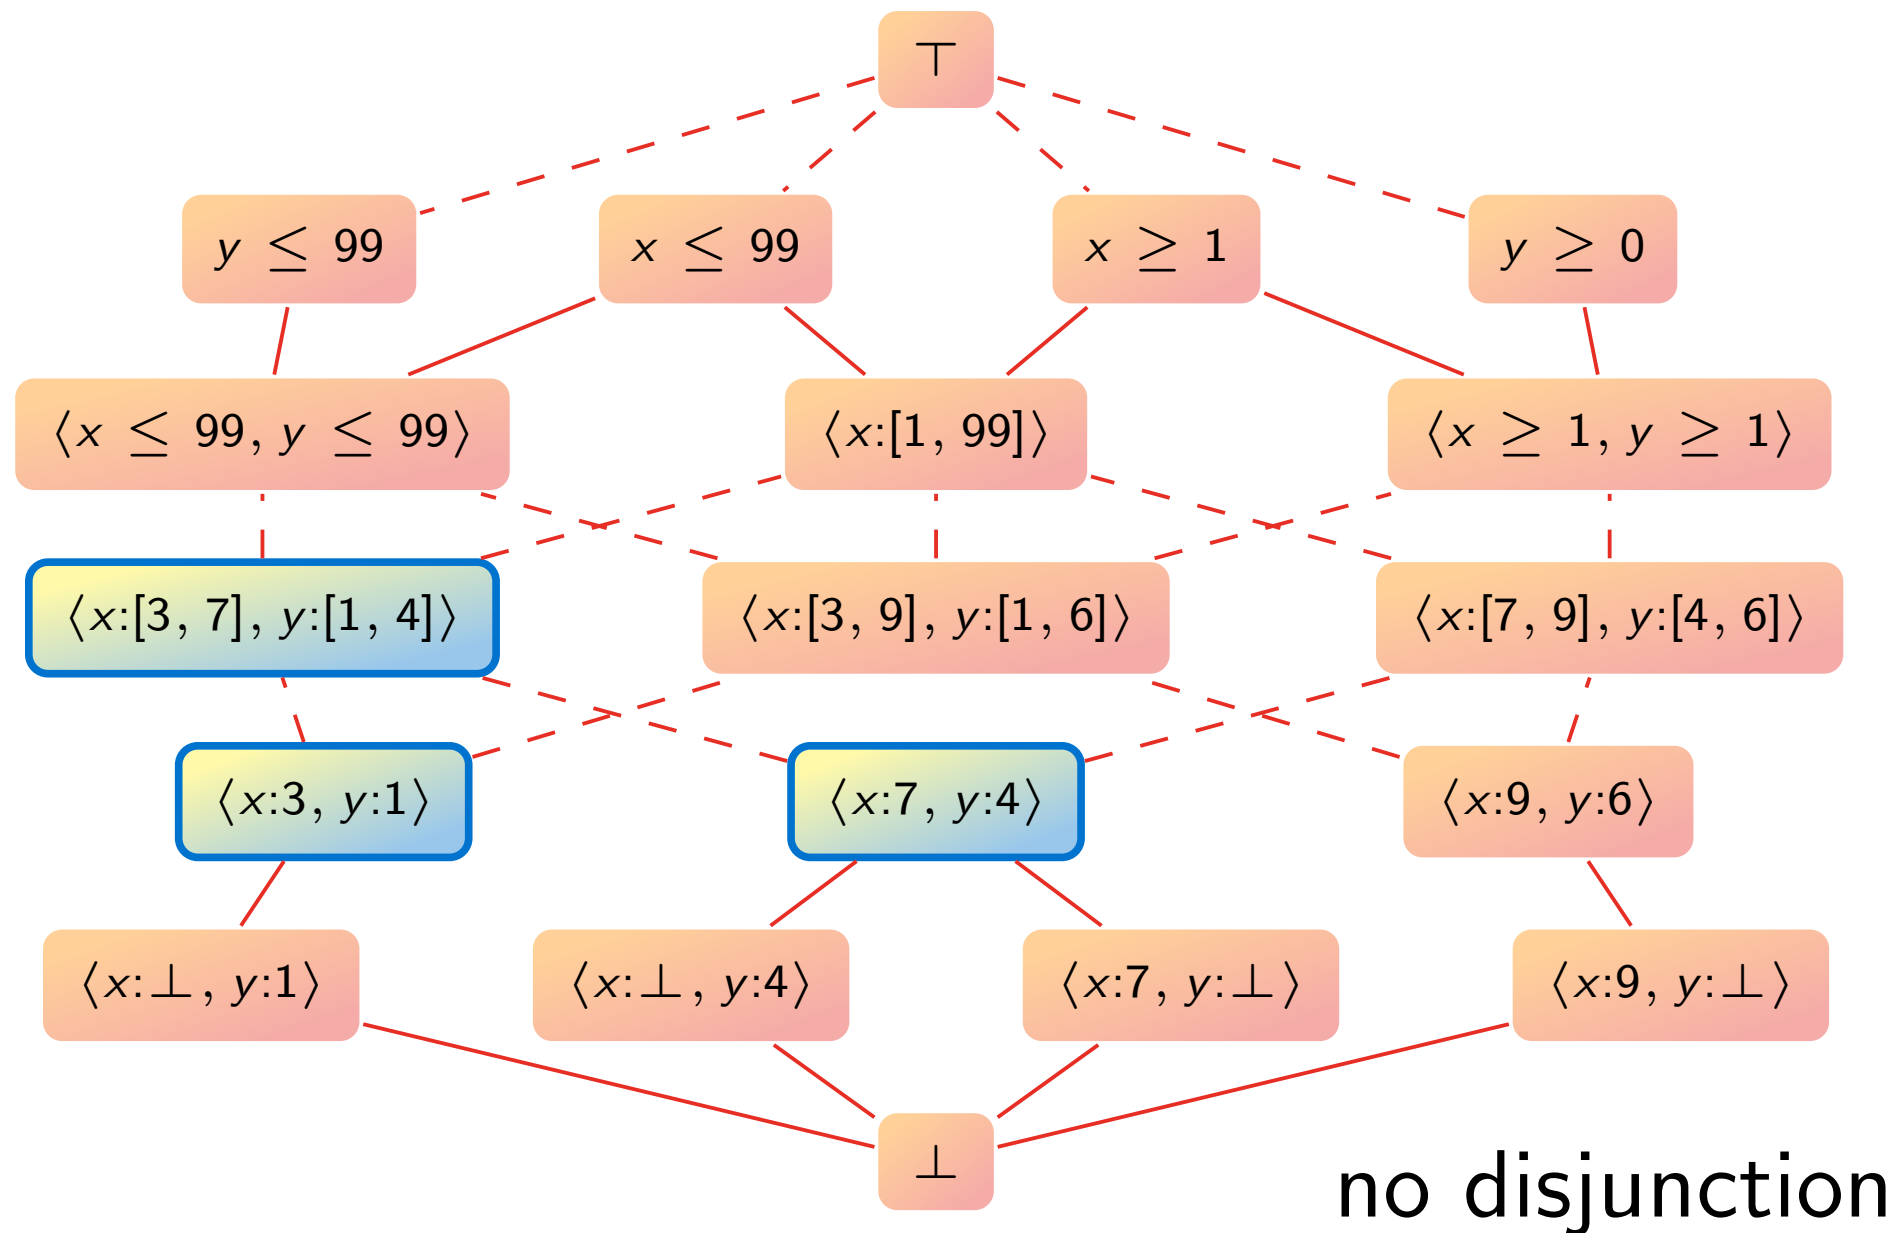 ⊤
y ≤ 99
x ≤ 99
x ≥ 1
y ≥ 0
⟨x ≤ 99, y ≤ 99⟩
⟨x:[1, 99]⟩
⟨x ≥ 1, y ≥ 1⟩
⟨x:[3, 7], y:[1, 4]⟩
⟨x:[3, 9], y:[1, 6]⟩
⟨x:[7, 9], y:[4, 6]⟩
⟨x:3, y:1⟩
⟨x:7, y:4⟩
⟨x:9, y:6⟩
⟨x:⊥, y:1⟩
⟨x:⊥, y:4⟩
⟨x:7, y:⊥⟩
⟨x:9, y:⊥⟩
⊥
no disjunction